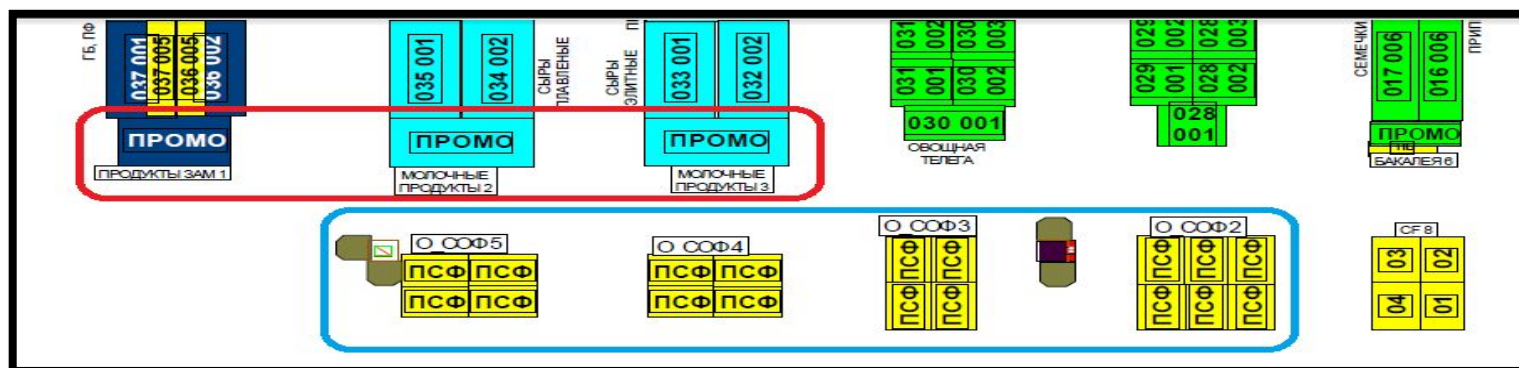 ГБ, ПФ
037 001
037 005
036 005
036 002
ПРОМО
ПРОДУКТЫ ЗАМ 1
035 001
034 002
СЫРЫ
ПЛАВЛЕНЫЕ
ПРОМО
МОЛОЧНЫЕ
ПРОДУКТЫ 2
СЫРЫ
ЭЛИТНЫЕ
033 001
032 002
ПРОМО
МОЛОЧНЫЕ
ПРОДУКТЫ 3
031 002
030 003
031 001
030 002
030 001
ОВОЩНАЯ
ТЕЛЕГА
029 002
028 003
029 001
028 002
028
001
СЕМЕЧКИ
017 006
016 006
ПРОМО
БАКАЛЕЯ 6
О_СОФ5
ПСФ ПСФ
ПСФ ПСФ
О_СОФ4
ПСФ ПСФ
ПСФ ПСФ
О_СОФ3
ПСФ ПСФ
ПСФ ПСФ
О_СОФ2
ПСФ ПСФ ПСФ
ПСФ ПСФ ПСФ
CF 8
03 02
04 01